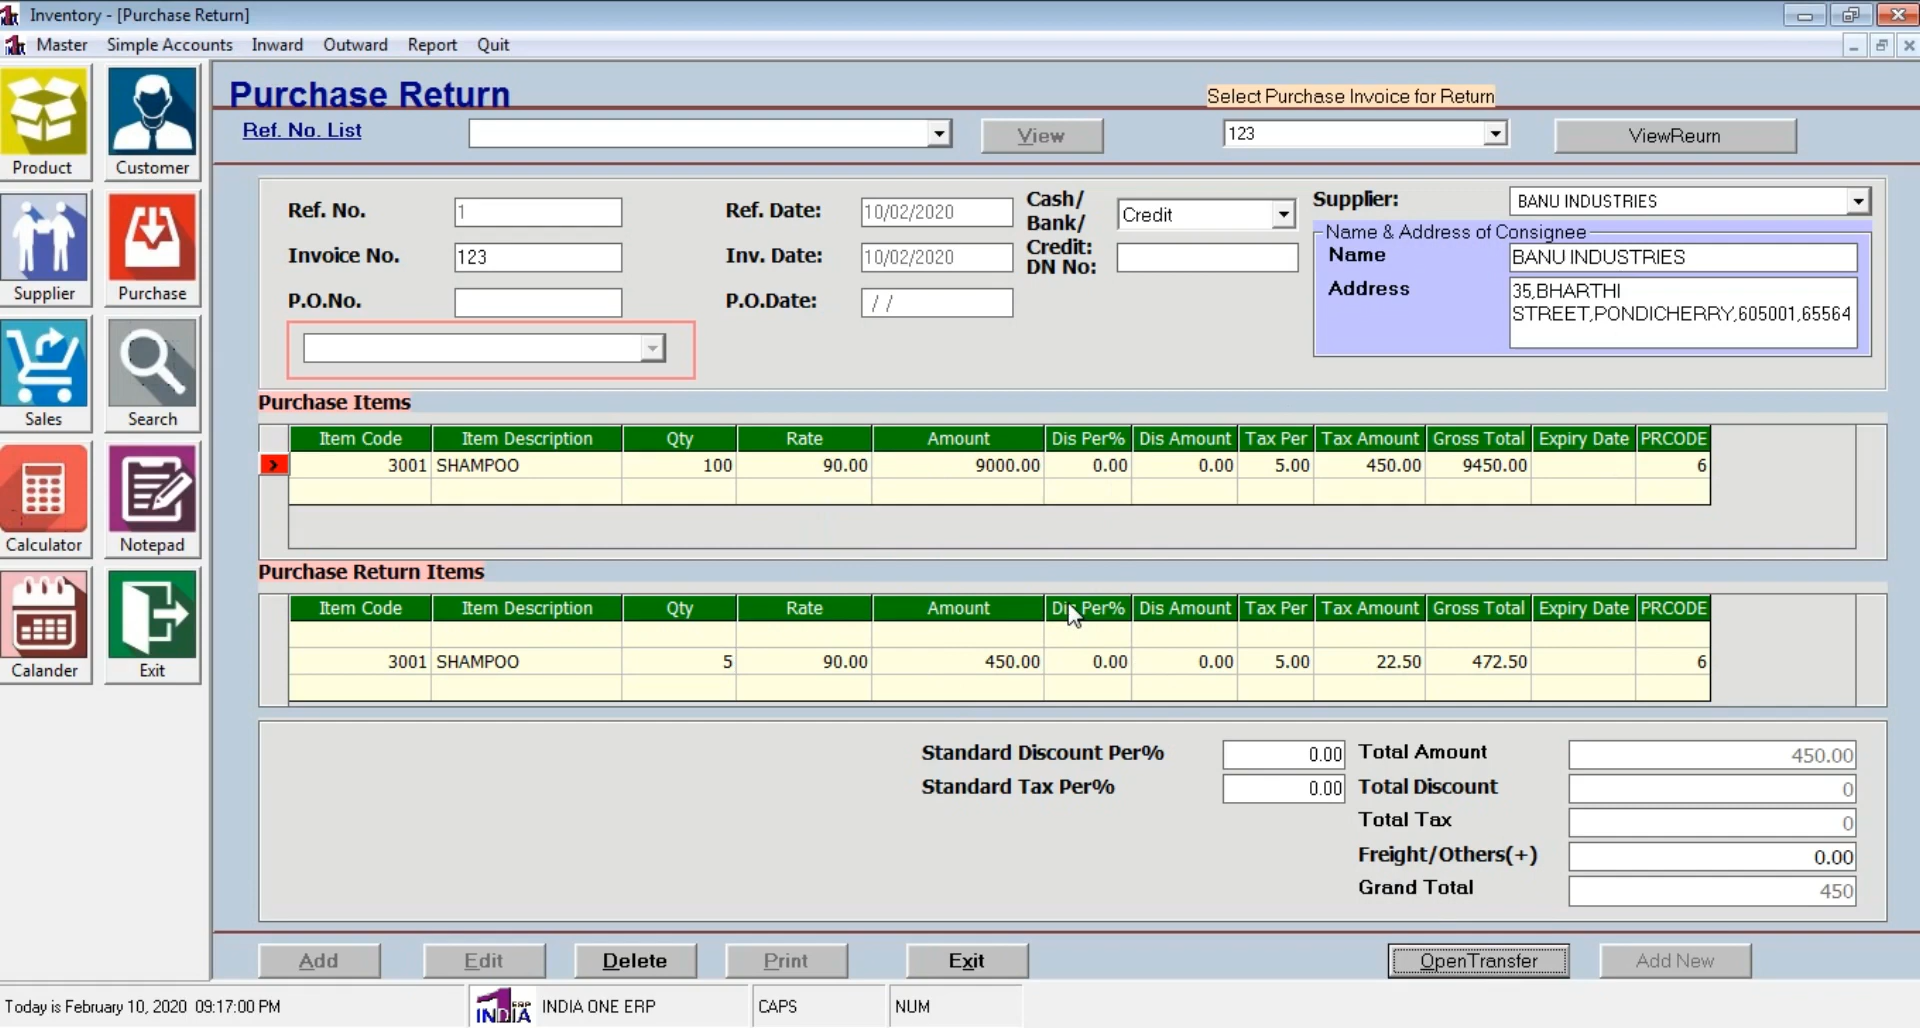 Inventory - [Purchase Return]
Master Simple Accounts Inward Outward Report Quit
Product Customer
Supplier Purchase
Sales Search
Calculator Notepad
Calander Exit
Purchase Return
Select Purchase Invoice for Return
Ref. No. List View 123 ViewReurn
Ref. No. 1 Ref. Date: 10/02/2020 Cash/ Bank/ Credit: Credit Supplier: BANU INDUSTRIES
Name & Address of Consignee
Invoice No. 123 Inv. Date: 10/02/2020 DN No: Name BANU INDUSTRIES
P.O.No. P.O.Date: / / Address 35,BHARTHI
STREET,PONDICHERRY,605001,65564
Purchase Items
Item Code Item Description Qty Rate Amount Dis Per% Dis Amount Tax Per Tax Amount Gross Total Expiry Date PRCODE
> 3001 SHAMPOO 100 90.00 9000.00 0.00 0.00 5.00 450.00 9450.00 6
Purchase Return Items
Item Code Item Description Qty Rate Amount Dis Per% Dis Amount Tax Per Tax Amount Gross Total Expiry Date PRCODE
3001 SHAMPOO 5 90.00 450.00 0.00 0.00 5.00 22.50 472.50 6
Standard Discount Per% 0.00 Total Amount 450.00
Standard Tax Per% 0.00 Total Discount 0
Total Tax 0
Freight/Others(+) 0.00
Grand Total 450
Add Edit Delete Print Exit OpenTransfer Add New
Today is February 10, 2020 09:17:00 PM 1 ERP INDIA INDIA ONE ERP CAPS NUM